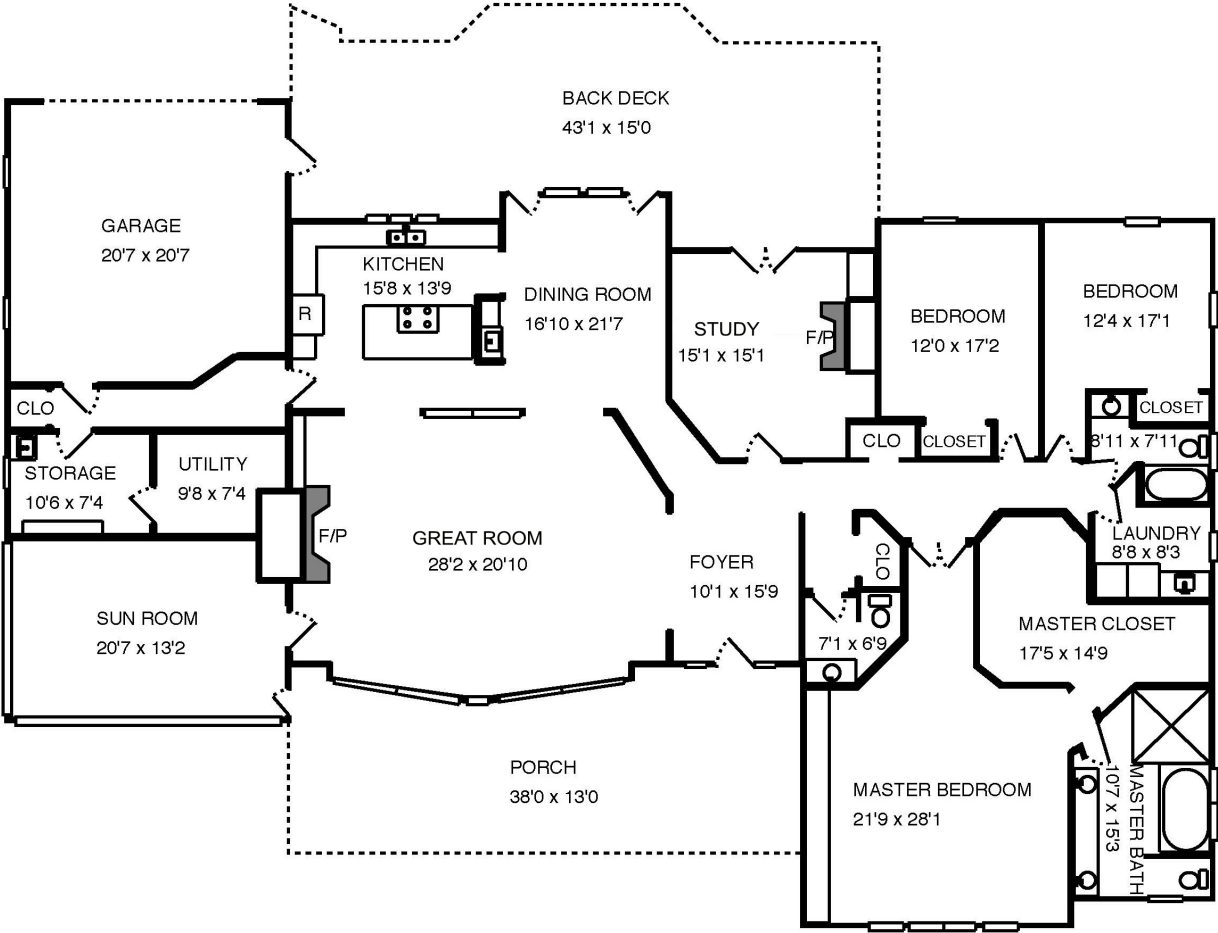 BACK DECK
43'1 x 15'0
GARAGE
20'7 x 20'7
KITCHEN
15'8 x 13'9
R
DINING ROOM
16'10 x 21'7
STUDY
15'1 x 15'1
F/P
BEDROOM
12'0 x 17'2
BEDROOM
12'4 x 17'1
CLO
STORAGE
10'6 x 7'4
UTILITY
9'8 x 7'4
CLO
CLOSET
CLOSET
8'11 x 7'11
F/P
GREAT ROOM
28'2 x 20'10
FOYER
10'1 x 15'9
CLO
LAUNDRY
8'8 x 8'3
SUN ROOM
20'7 x 13'2
7'1 x 6'9
MASTER CLOSET
17'5 x 14'9
PORCH
38'0 x 13'0
MASTER BEDROOM
21'9 x 28'1
MASTER BATH
10'7 x 15'3